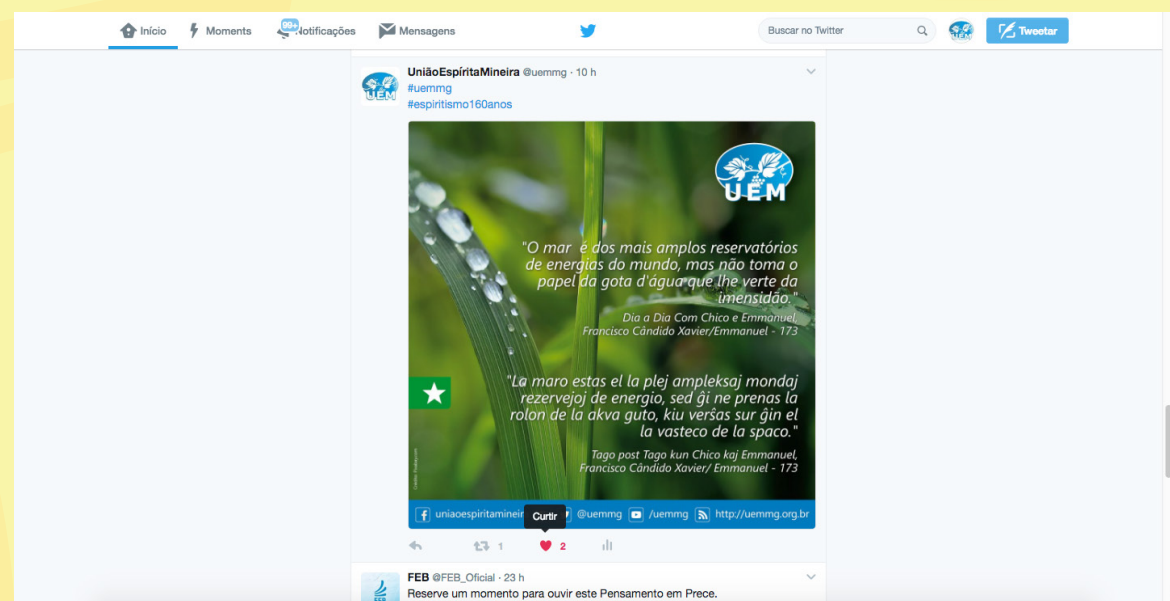 Início
Moments
99+
Notificações
Mensagens
Buscar no Twitter
Tweetar
UniãoEspíritaMineira @uemmg · 10 h
#uemmg
#espiritismo160anos
UEM
UEM
"O mar é dos mais amplos reservatórios
de energias do mundo, mas não toma o
papel da gota d'água que lhe verte da
imensidão."
Dia a Dia Com Chico e Emmanuel,
Francisco Cândido Xavier/Emmanuel - 173
"La maro estas el la plej ampleksaj mondaj
rezervejoj de energio, sed ĝi ne prenas la
rolon de la akva guto, kiu verŝas sur ĝin el
la vasteco de la spaco."
Tago post Tago kun Chico kaj Emmanuel,
Francisco Cândido Xavier/ Emmanuel - 173
uniaoespiritamineir @uemmg /uemmg http://uemmg.org.br
Curtir
1
2
FEB @FEB_Oficial · 23 h
Reserve um momento para ouvir este Pensamento em Prece.